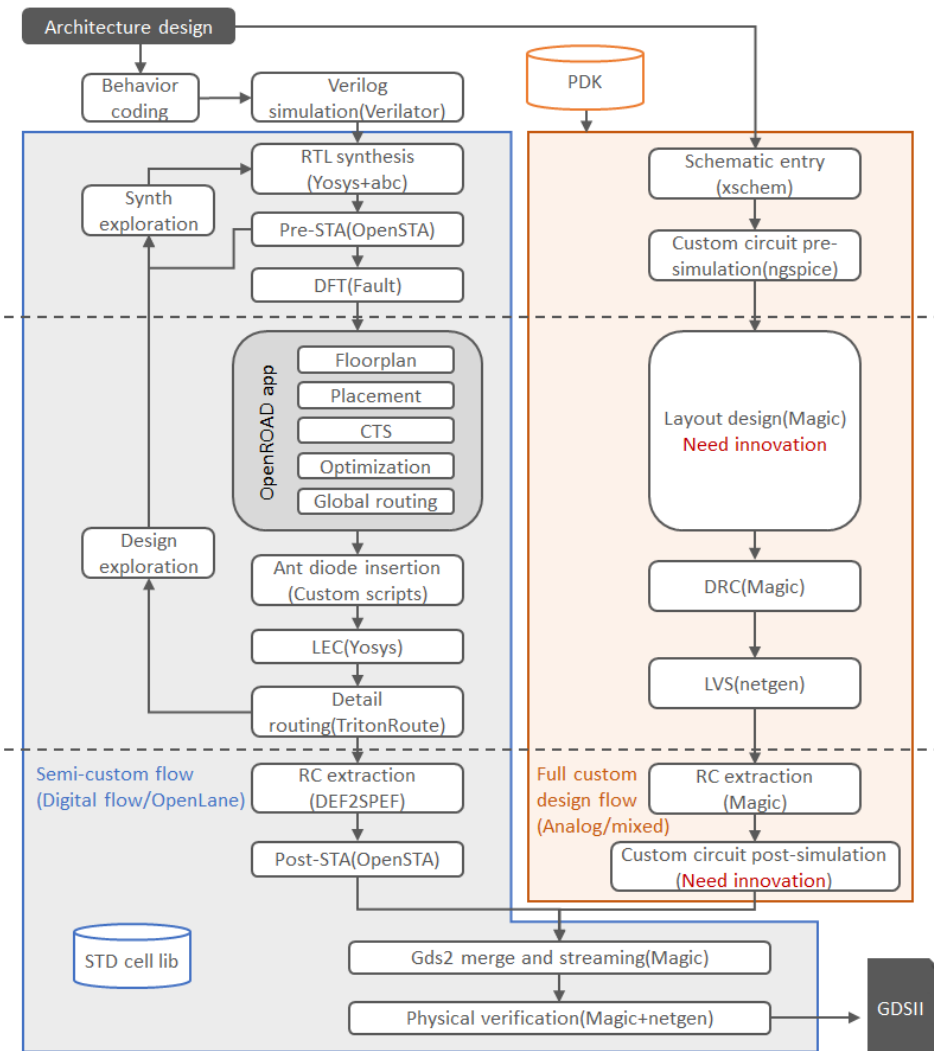 Architecture design
Behavior
coding
Verilog
simulation(Verilator)
PDK
RTL synthesis
(Yosys+abc)
Synth
exploration
Pre-STA(OpenSTA)
DFT(Fault)
Schematic entry
(xschem)
Custom circuit pre-
simulation(ngspice)
OpenROAD app
Floorplan
Placement
CTS
Optimization
Global routing
Layout design(Magic)
Need innovation
Design
exploration
Ant diode insertion
(Custom scripts)
LEC(Yosys)
Detail
routing(TritonRoute)
DRC(Magic)
LVS(netgen)
Semi-custom flow
(Digital flow/OpenLane)
RC extraction
(DEF2SPEF)
Post-STA(OpenSTA)
Full custom
design flow
(Analog/mixed)
RC extraction
(Magic)
Custom circuit post-simulation
(Need innovation)
STD cell lib
Gds2 merge and streaming(Magic)
Physical verification(Magic+netgen)
GDSII